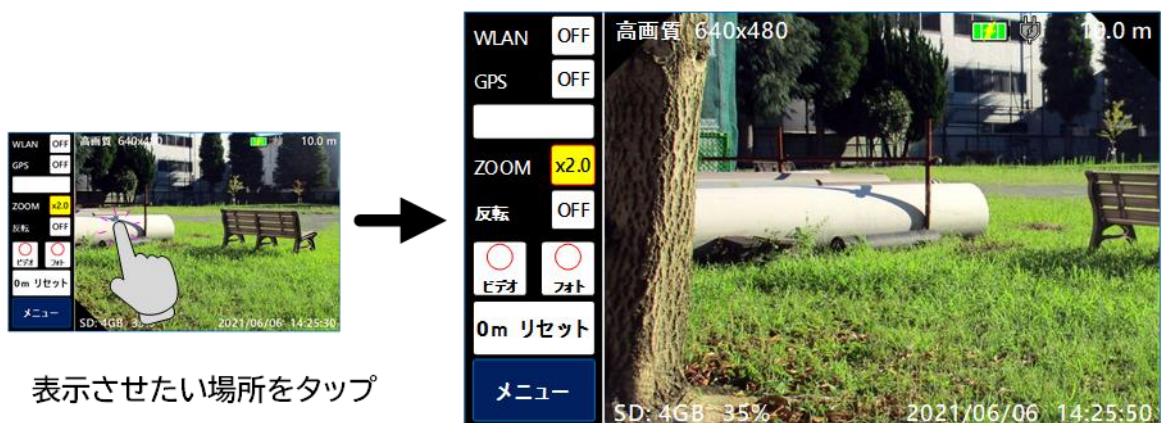 WLAN OFF
高画質 640x480 10.0 m
GPS OFF
ZOOM x2.0
反転 OFF
ビデオ フォト
0m リセット
メニュー
SD: 4GB 35% 2021/06/06 14:25:30
表示させたい場所をタップ
WLAN OFF
高画質 640x480 10.0 m
GPS OFF
ZOOM x2.0
反転 OFF
ビデオ フォト
0m リセット
メニュー
SD: 4GB 35% 2021/06/06 14:25:50